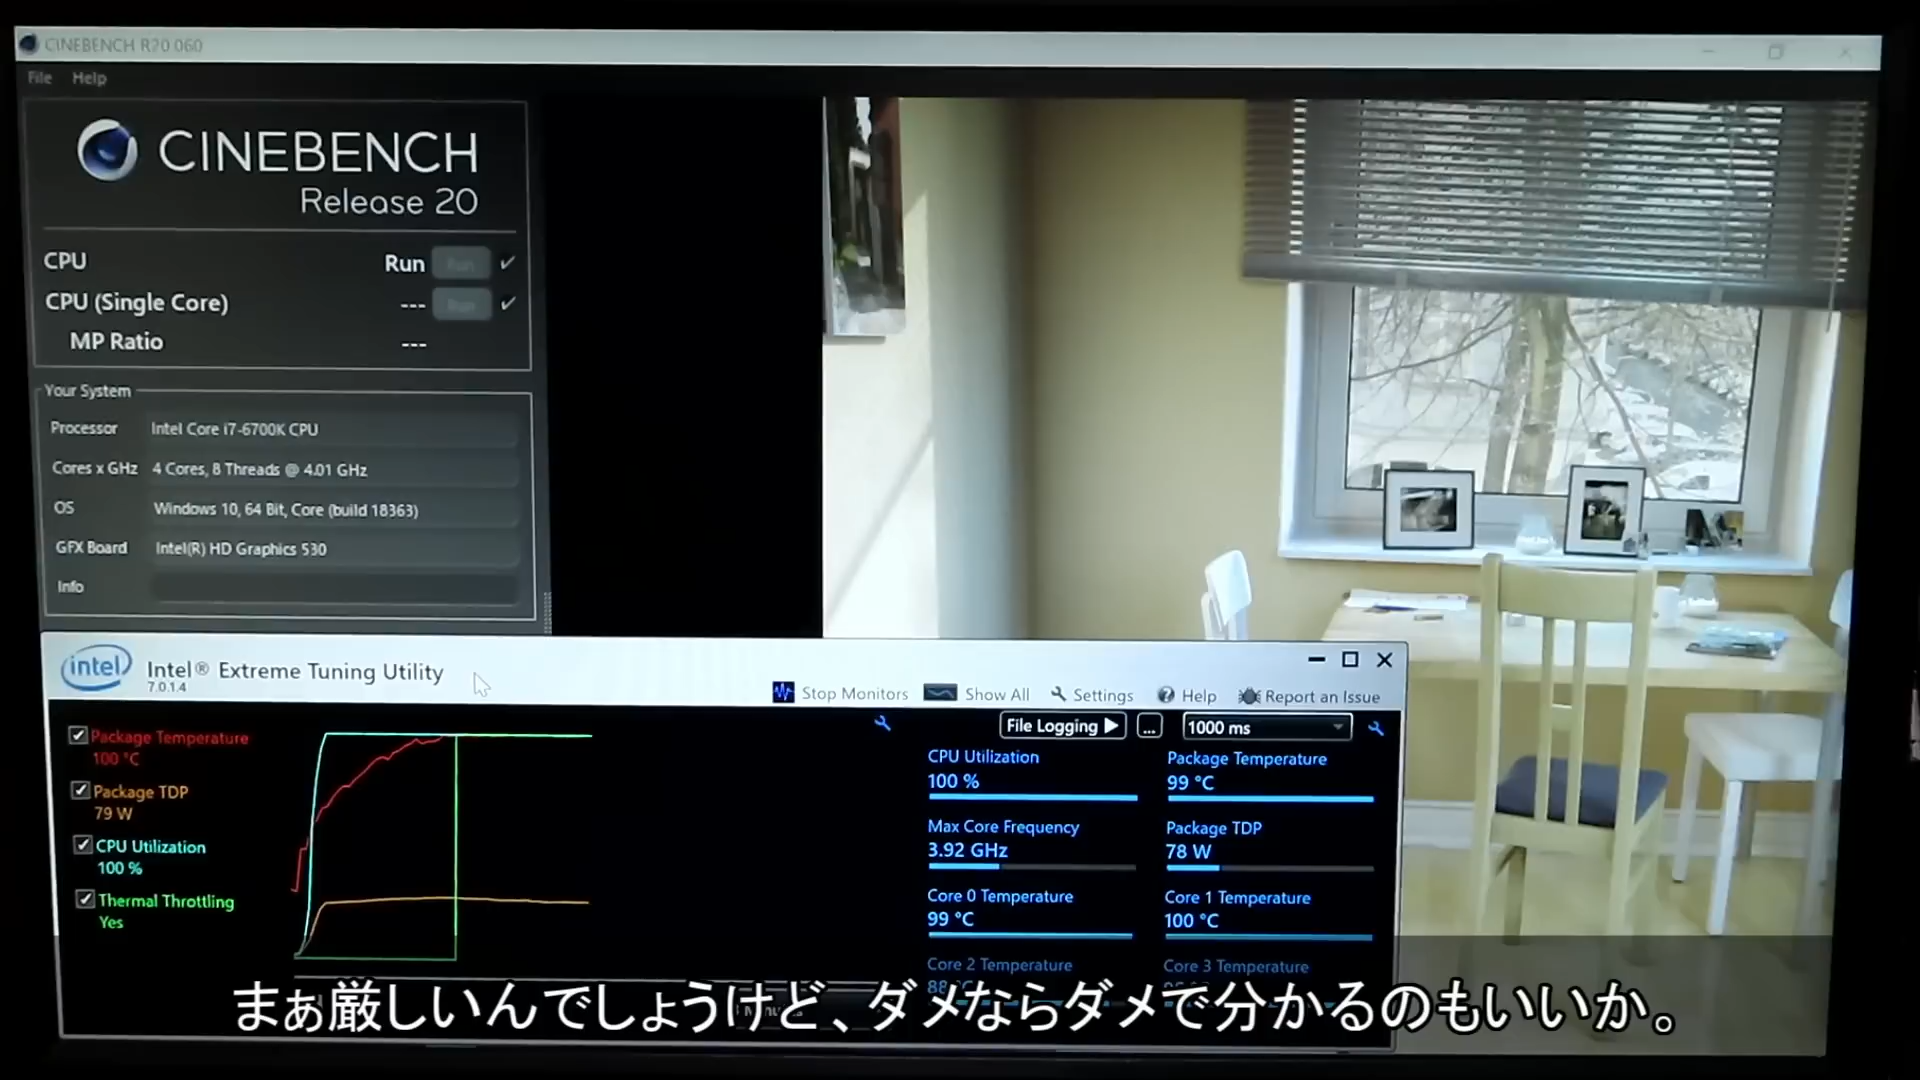 CINEBENCH R20.060
File Help
CINEBENCH
Release 20
CPU Run
CPU (Single Core) ---
MP Ratio ---
Your System
Processor Intel Core i7-6700K CPU
Cores x GHz 4 Cores, 8 Threads @ 4.01 GHz
OS Windows 10, 64 Bit, Core (build 18363)
GFX Board Intel(R) HD Graphics 530
Info
intel Intel® Extreme Tuning Utility
7.0.1.4
Stop Monitors Show All Settings Help Report an Issue
File Logging ... 1000 ms
Package Temperature
100 °C
Package TDP
79 W
CPU Utilization
100 %
Thermal Throttling
Yes
CPU Utilization Package Temperature
100 % 99 °C
Max Core Frequency Package TDP
3.92 GHz 78 W
Core 0 Temperature Core 1 Temperature
99 °C 100 °C
Core 2 Temperature Core 3 Temperature
まぁ厳しいんでしょうけど、ダメならダメで分かるのもいいか。